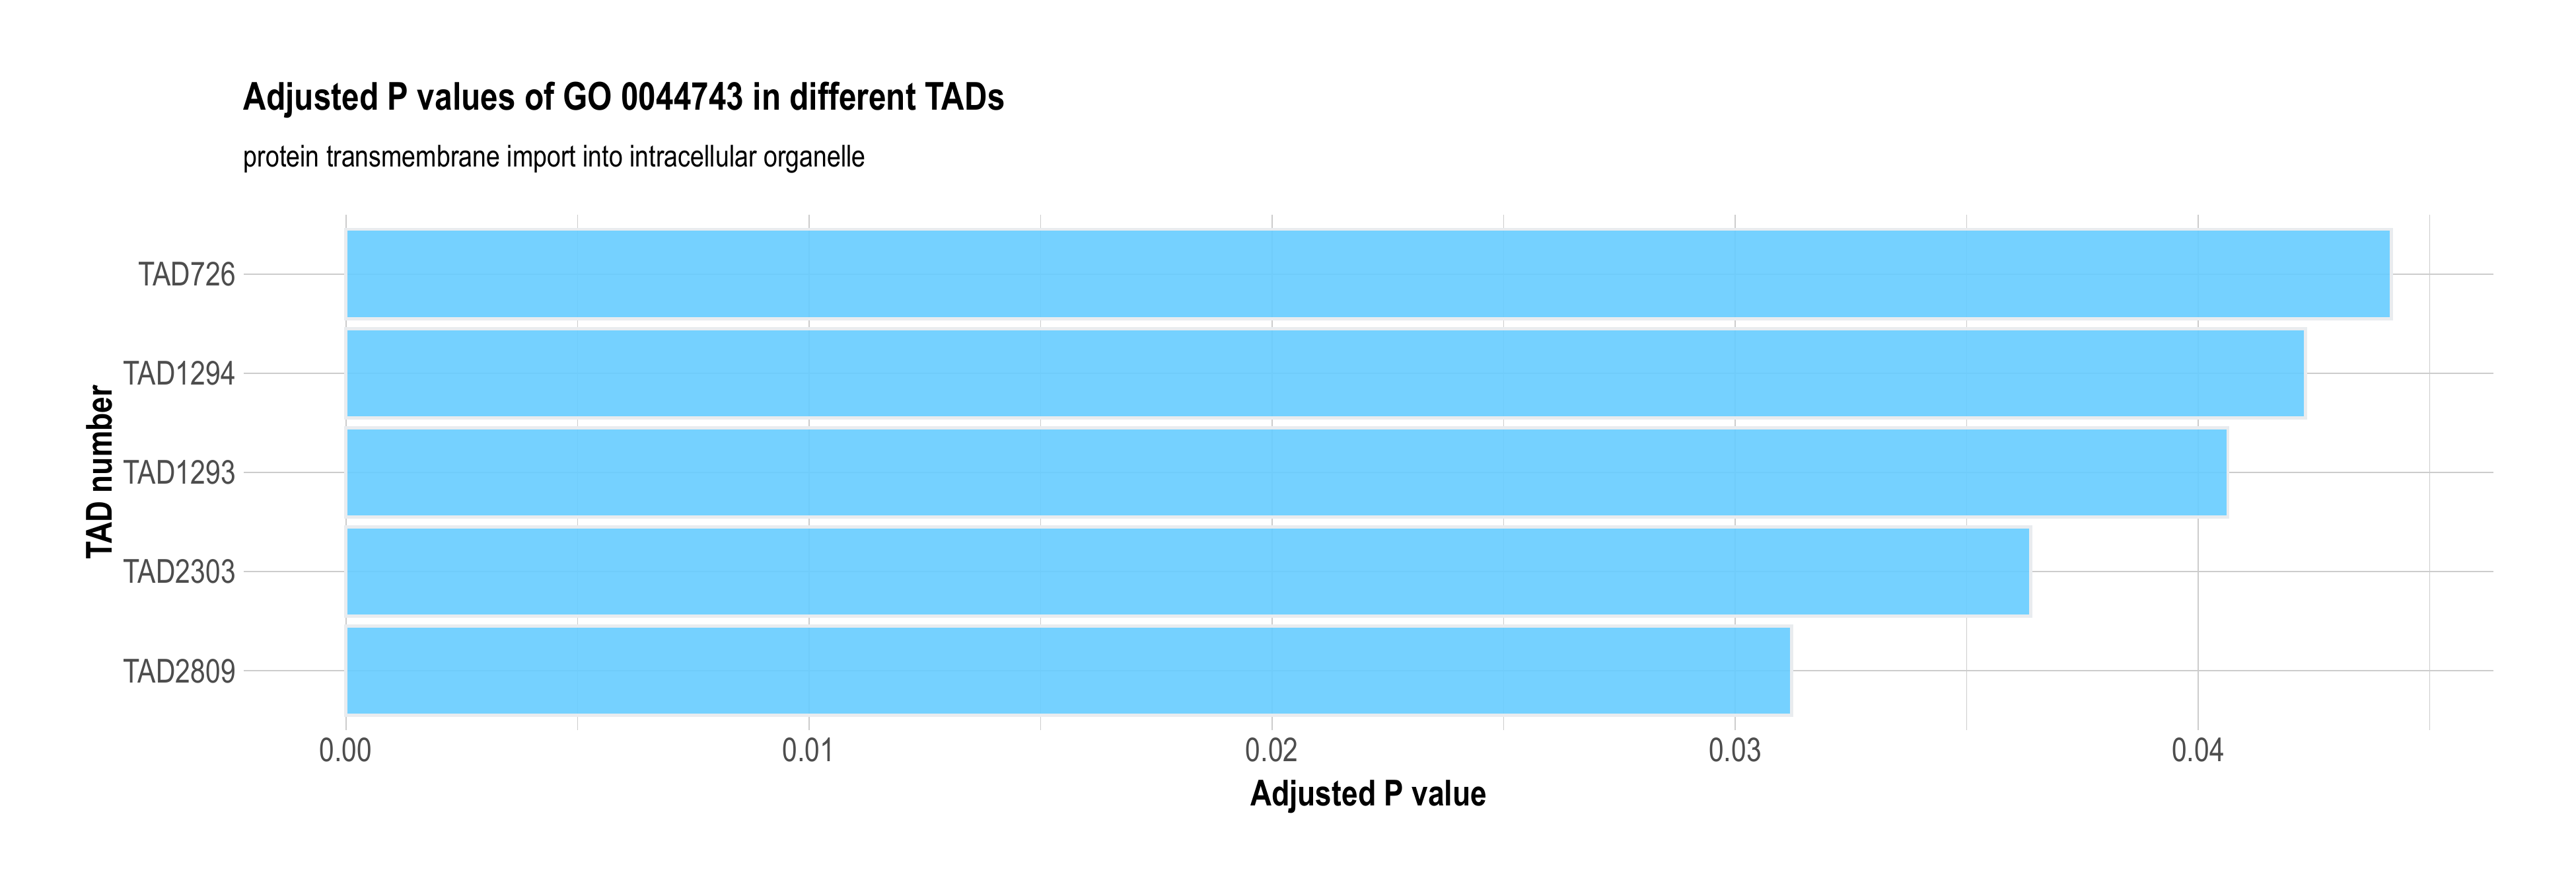 Adjusted P values of GO 0044743 in different TADs
protein transmembrane import into intracellular organelle
TAD number
TAD726
TAD1294
TAD1293
TAD2303
TAD2809
0.00 0.01 0.02 0.03 0.04
Adjusted P value